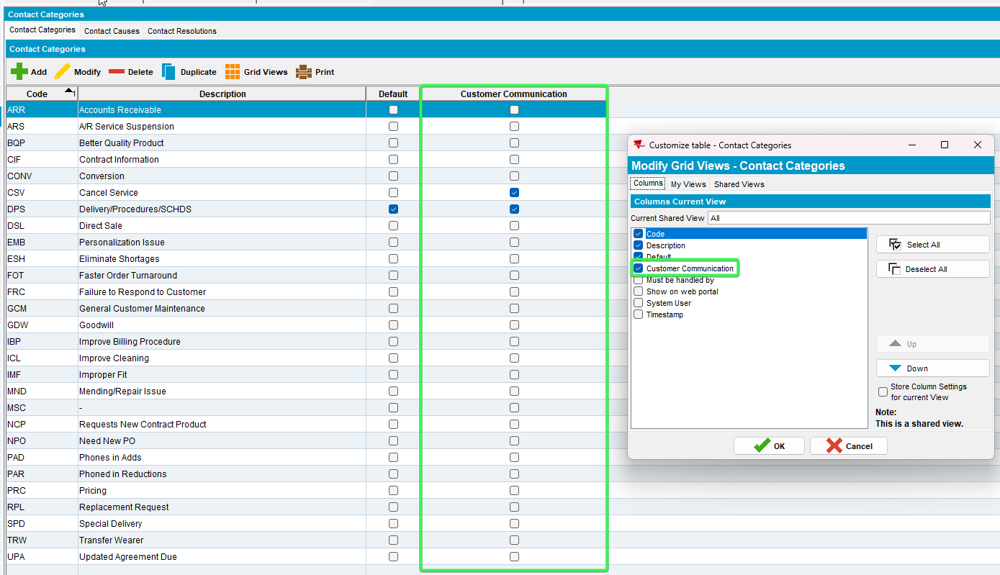 Contact Categories
Contact Categories Contact Causes Contact Resolutions
Contact Categories
Add Modify Delete Duplicate Grid Views Print
Code 1 Description Default Customer Communication
ARR Accounts Receivable
ARS A/R Service Suspension
BQP Better Quality Product
CIF Contract Information
CONV Conversion
CSV Cancel Service
DPS Delivery/Procedures/SCHDS
DSL Direct Sale
EMB Personalization Issue
ESH Eliminate Shortages
FOT Faster Order Turnaround
FRC Failure to Respond to Customer
GCM General Customer Maintenance
GDW Goodwill
IBP Improve Billing Procedure
ICL Improve Cleaning
IMF Improper Fit
MND Mending/Repair Issue
MSC -
NCP Requests New Contract Product
NPO Need New PO
PAD Phones in Adds
PAR Phoned in Reductions
PRC Pricing
RPL Replacement Request
SPD Special Delivery
TRW Transfer Wearer
UPA Updated Agreement Due
Customize table - Contact Categories
Modify Grid Views - Contact Categories
Columns My Views Shared Views
Columns Current View
Current Shared View All
Code
Description
Default
Customer Communication
Must be handled by
Show on web portal
System User
Timestamp
Select All
Deselect All
Up
Down
Store Column Settings
for current View
Note:
This is a shared view.
OK Cancel